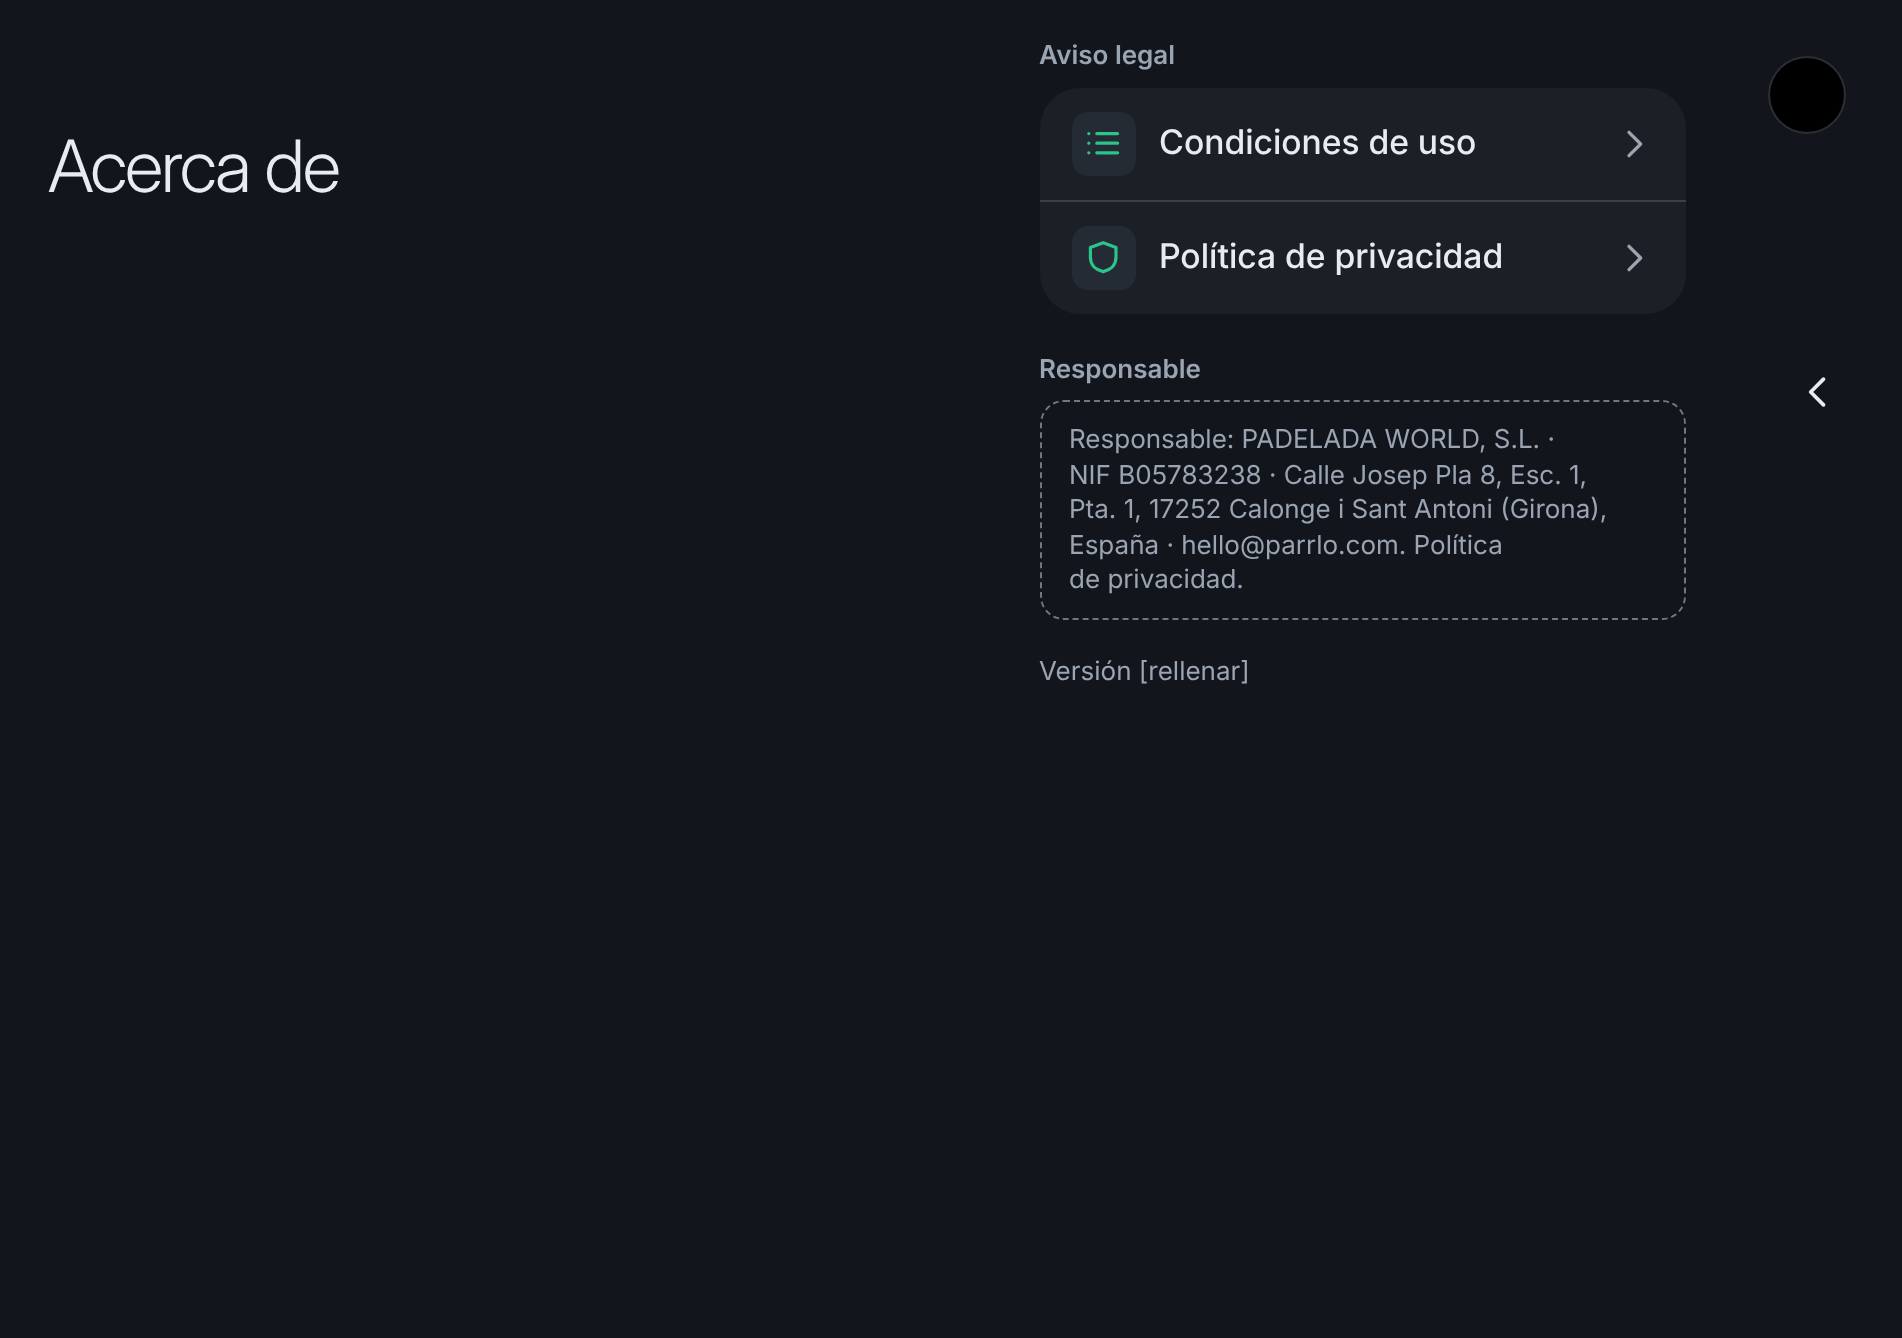 Acerca de
Aviso legal
Condiciones de uso
Política de privacidad
Responsable
Responsable: PADELADA WORLD, S.L. ·
NIF B05783238 · Calle Josep Pla 8, Esc. 1,
Pta. 1, 17252 Calonge i Sant Antoni (Girona),
España · hello@parrlo.com. Política
de privacidad.
Versión [rellenar]